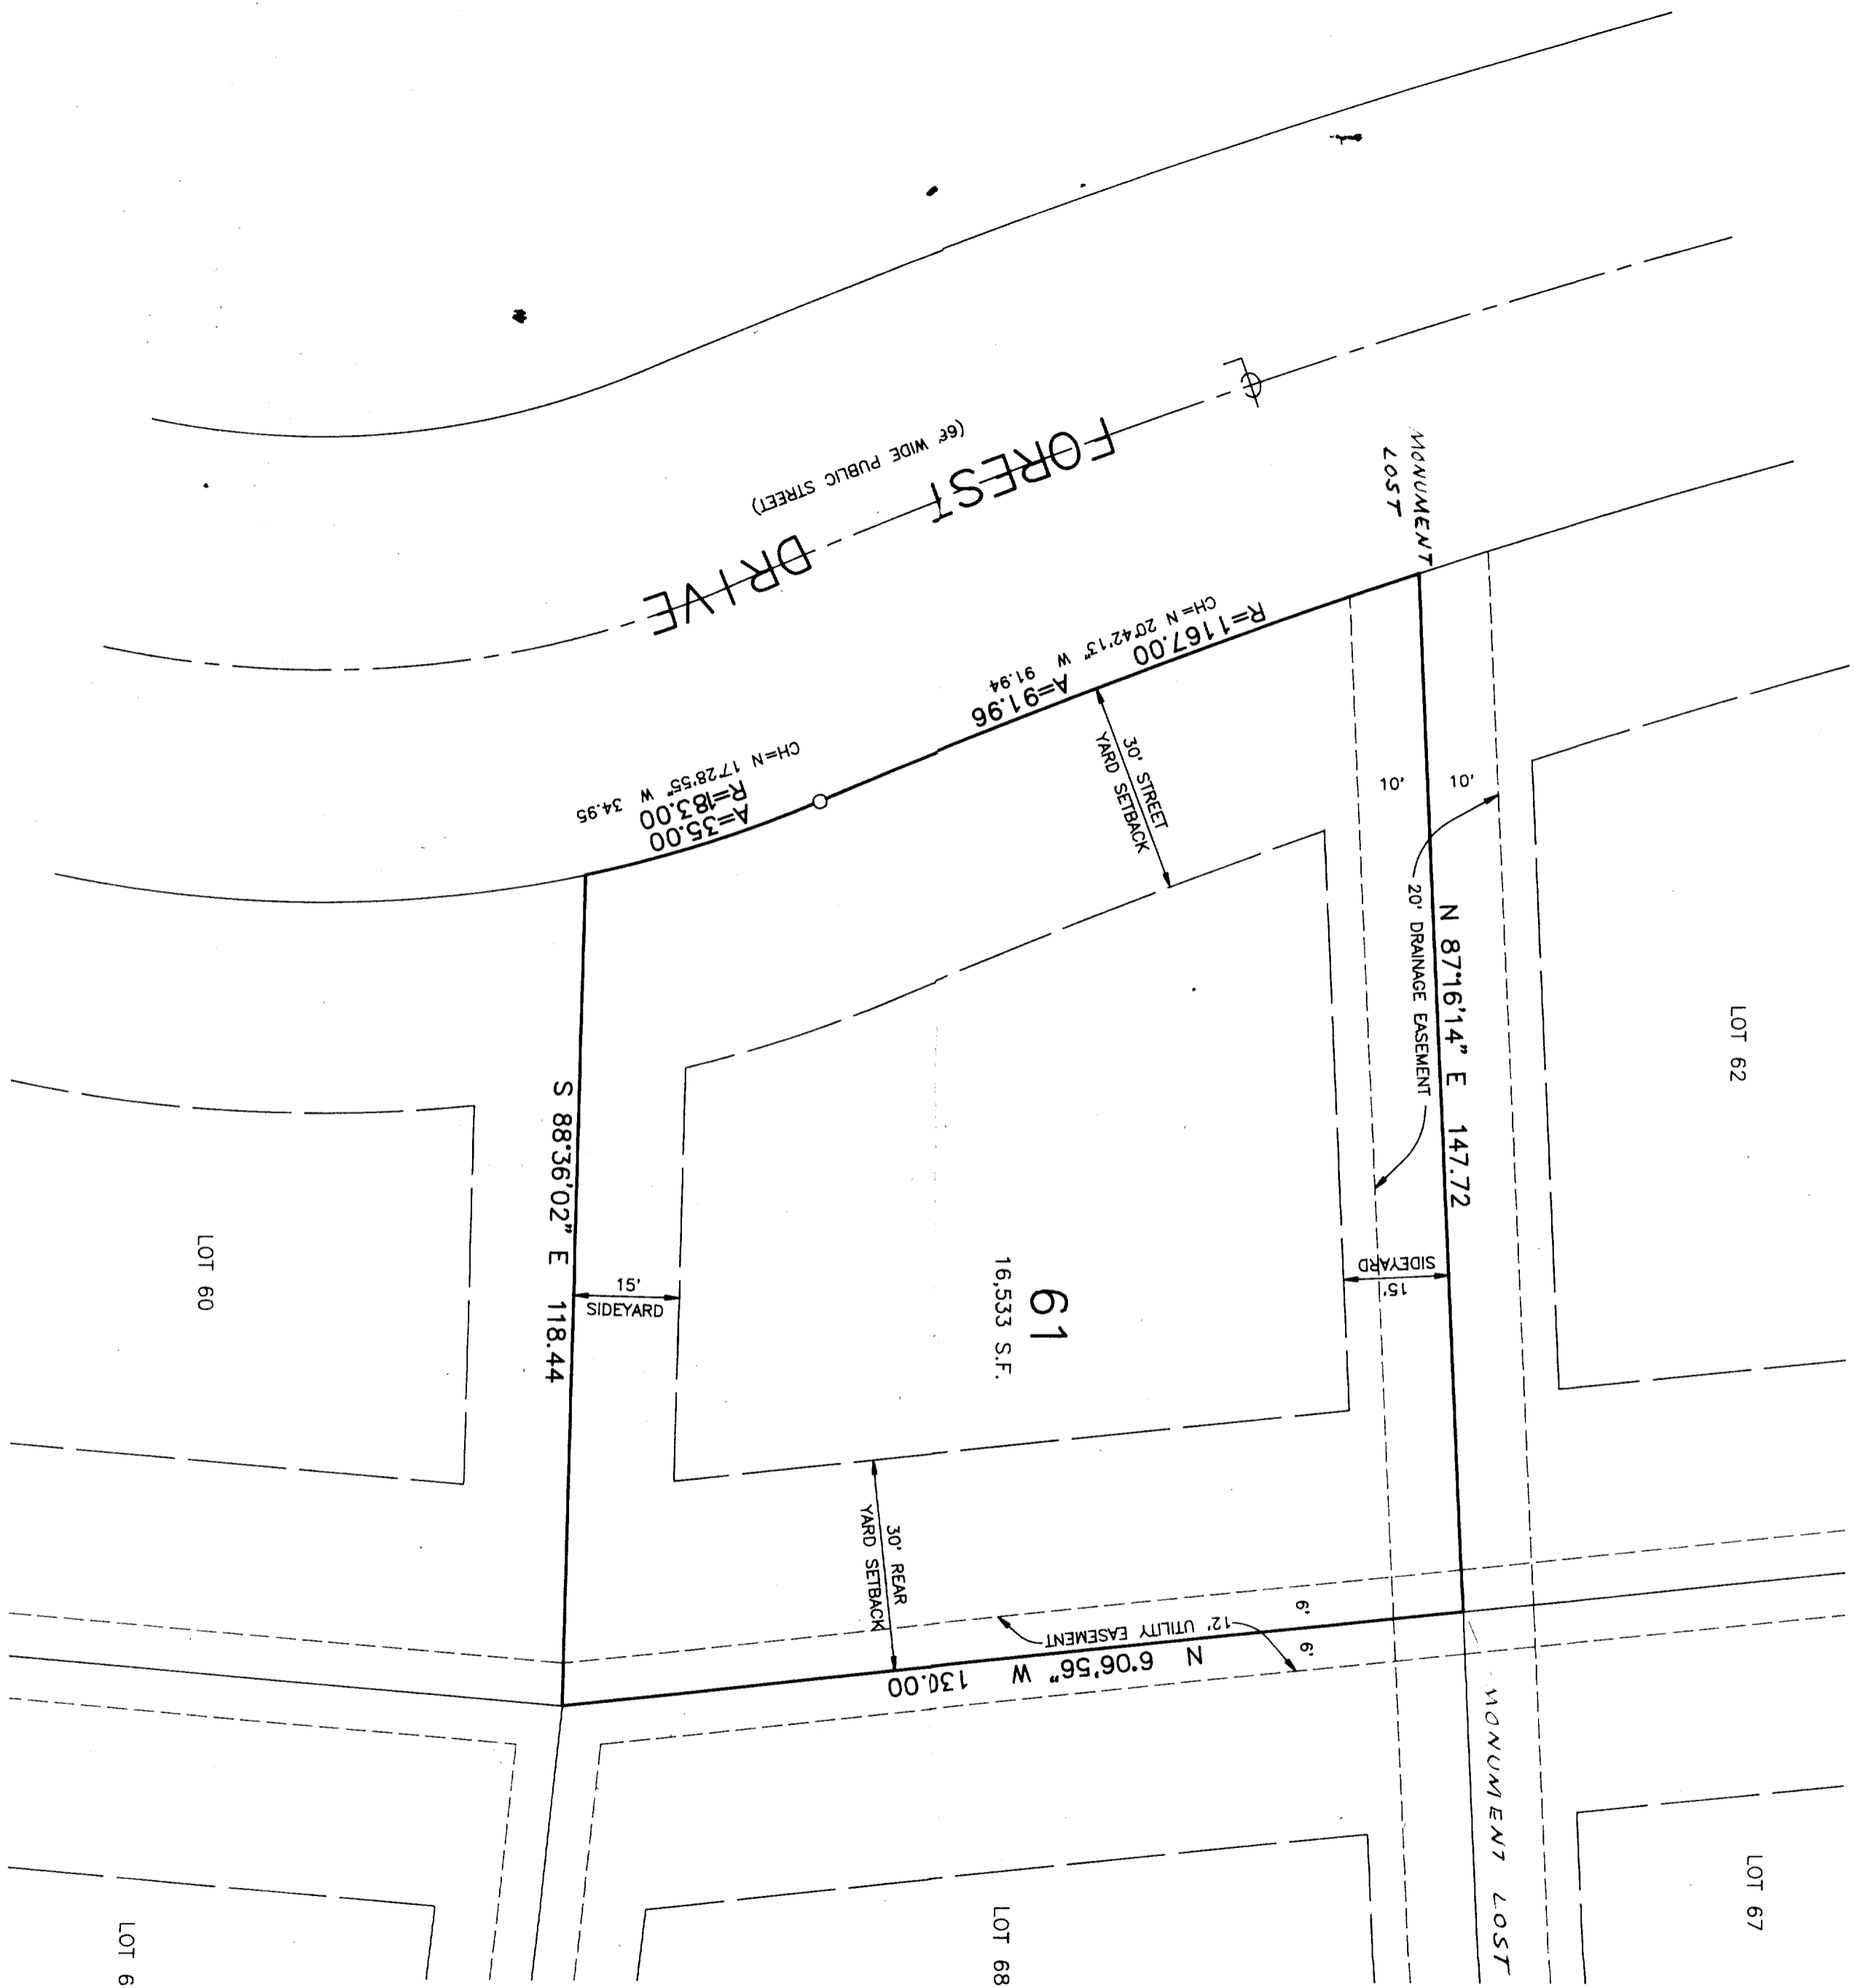 FOREST DRIVE
(66' WIDE PUBLIC STREET)
MONUMENT
LOST
R=1167.00
A=91.96
CH=N 20°42'13" W 91.94
A=35.00
R=183.00
CH=N 17°28'55" W 34.95
30' STREET
YARD SETBACK
10'
10'
20' DRAINAGE EASEMENT
N 87°16'14" E 147.72
LOT 62
S 88°36'02" E 118.44
LOT 60
15'
SIDEYARD
15'
SIDEYARD
61
16,533 S.F.
30' REAR
YARD SETBACK
6'
12' UTILITY EASEMENT
6'
N 6°06'56" W 130.00
MONUMENT LOST
LOT 67
LOT 68
LOT 6